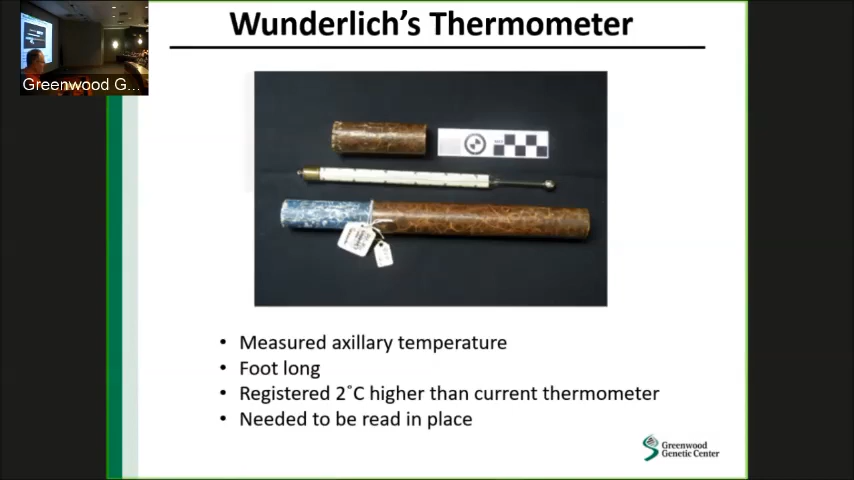 Wunderlich’s Thermometer
Greenwood G...
• Measured axillary temperature
• Foot long
• Registered 2˚C higher than current thermometer
• Needed to be read in place
Greenwood
Genetic Center